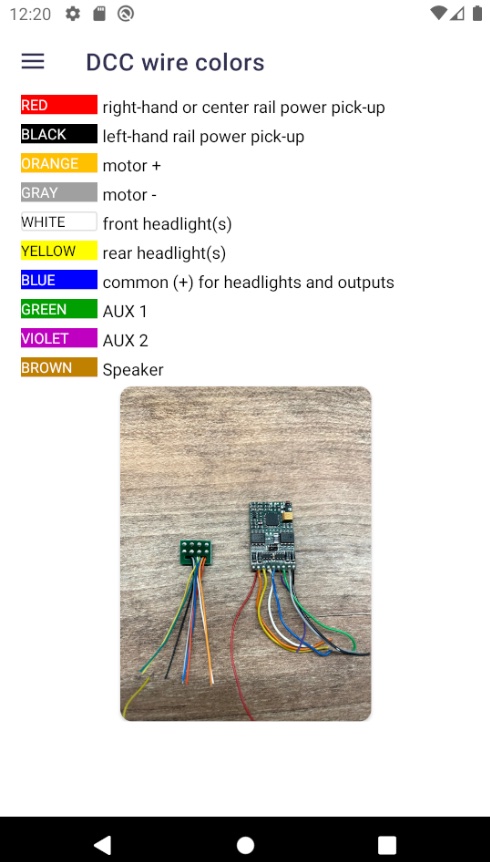 12:20
DCC wire colors
RED right-hand or center rail power pick-up
BLACK left-hand rail power pick-up
ORANGE motor +
GRAY motor -
WHITE front headlight(s)
YELLOW rear headlight(s)
BLUE common (+) for headlights and outputs
GREEN AUX 1
VIOLET AUX 2
BROWN Speaker